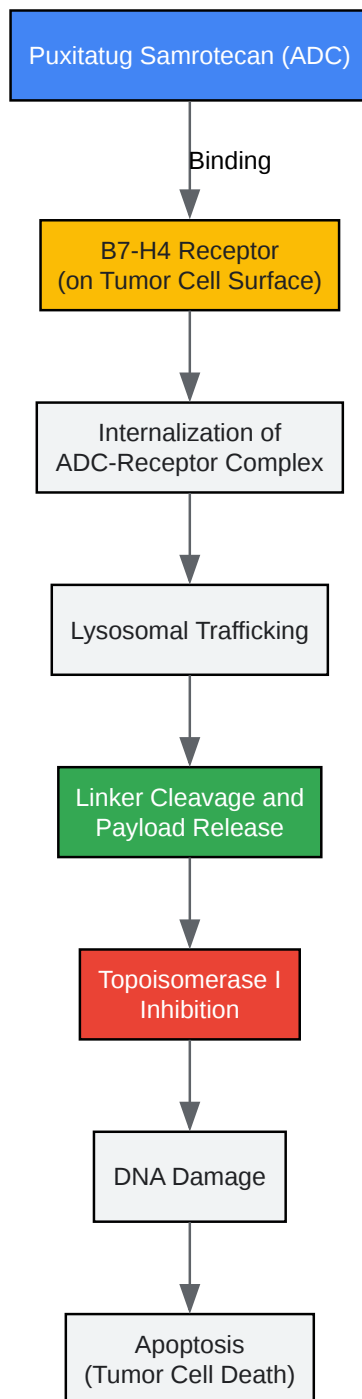 Puxitatug Samrotecan (ADC)
Binding
B7-H4 Receptor
(on Tumor Cell Surface)
Internalization of
ADC-Receptor Complex
Lysosomal Trafficking
Linker Cleavage and
Payload Release
Topoisomerase I
Inhibition
DNA Damage
Apoptosis
(Tumor Cell Death)